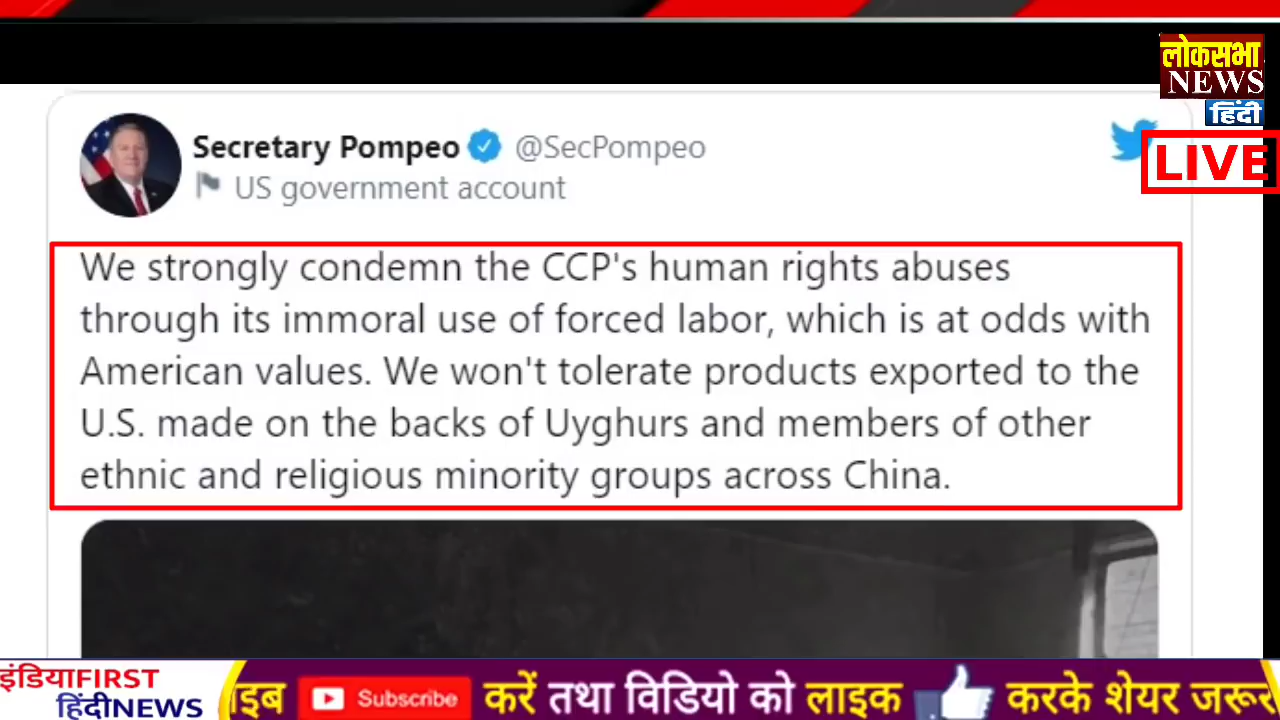 लोकसभा
NEWS
हिंदी
LIVE
Secretary Pompeo @SecPompeo
US government account
We strongly condemn the CCP's human rights abuses
through its immoral use of forced labor, which is at odds with
American values. We won't tolerate products exported to the
U.S. made on the backs of Uyghurs and members of other
ethnic and religious minority groups across China.
इंडियाFIRST
हिंदीNEWS
Subscribe करें तथा विडियो को लाइक करके शेयर जरूर